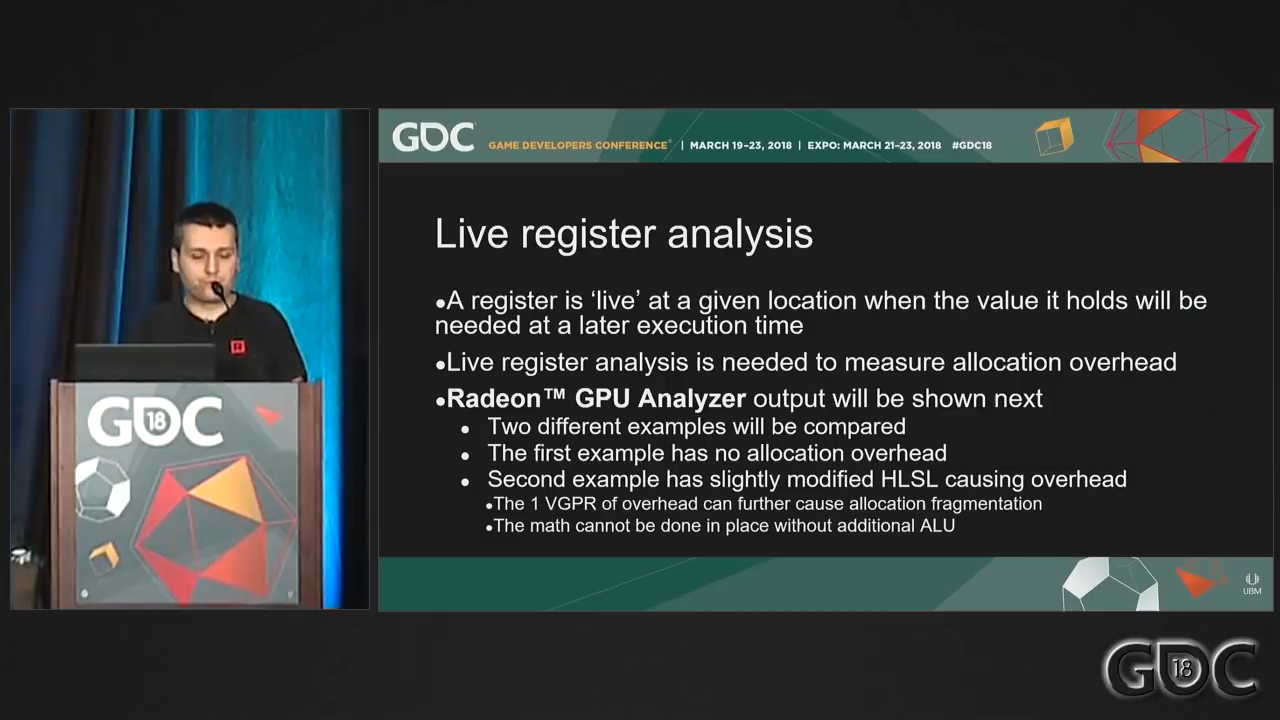 GDC
GAME DEVELOPERS CONFERENCE® | MARCH 19–23, 2018 | EXPO: MARCH 21–23, 2018 #GDC18
Live register analysis
●A register is ‘live’ at a given location when the value it holds will be
needed at a later execution time
●Live register analysis is needed to measure allocation overhead
●Radeon™ GPU Analyzer output will be shown next
● Two different examples will be compared
● The first example has no allocation overhead
● Second example has slightly modified HLSL causing overhead
●The 1 VGPR of overhead can further cause allocation fragmentation
●The math cannot be done in place without additional ALU
GDC 18
UBM
GDC 18